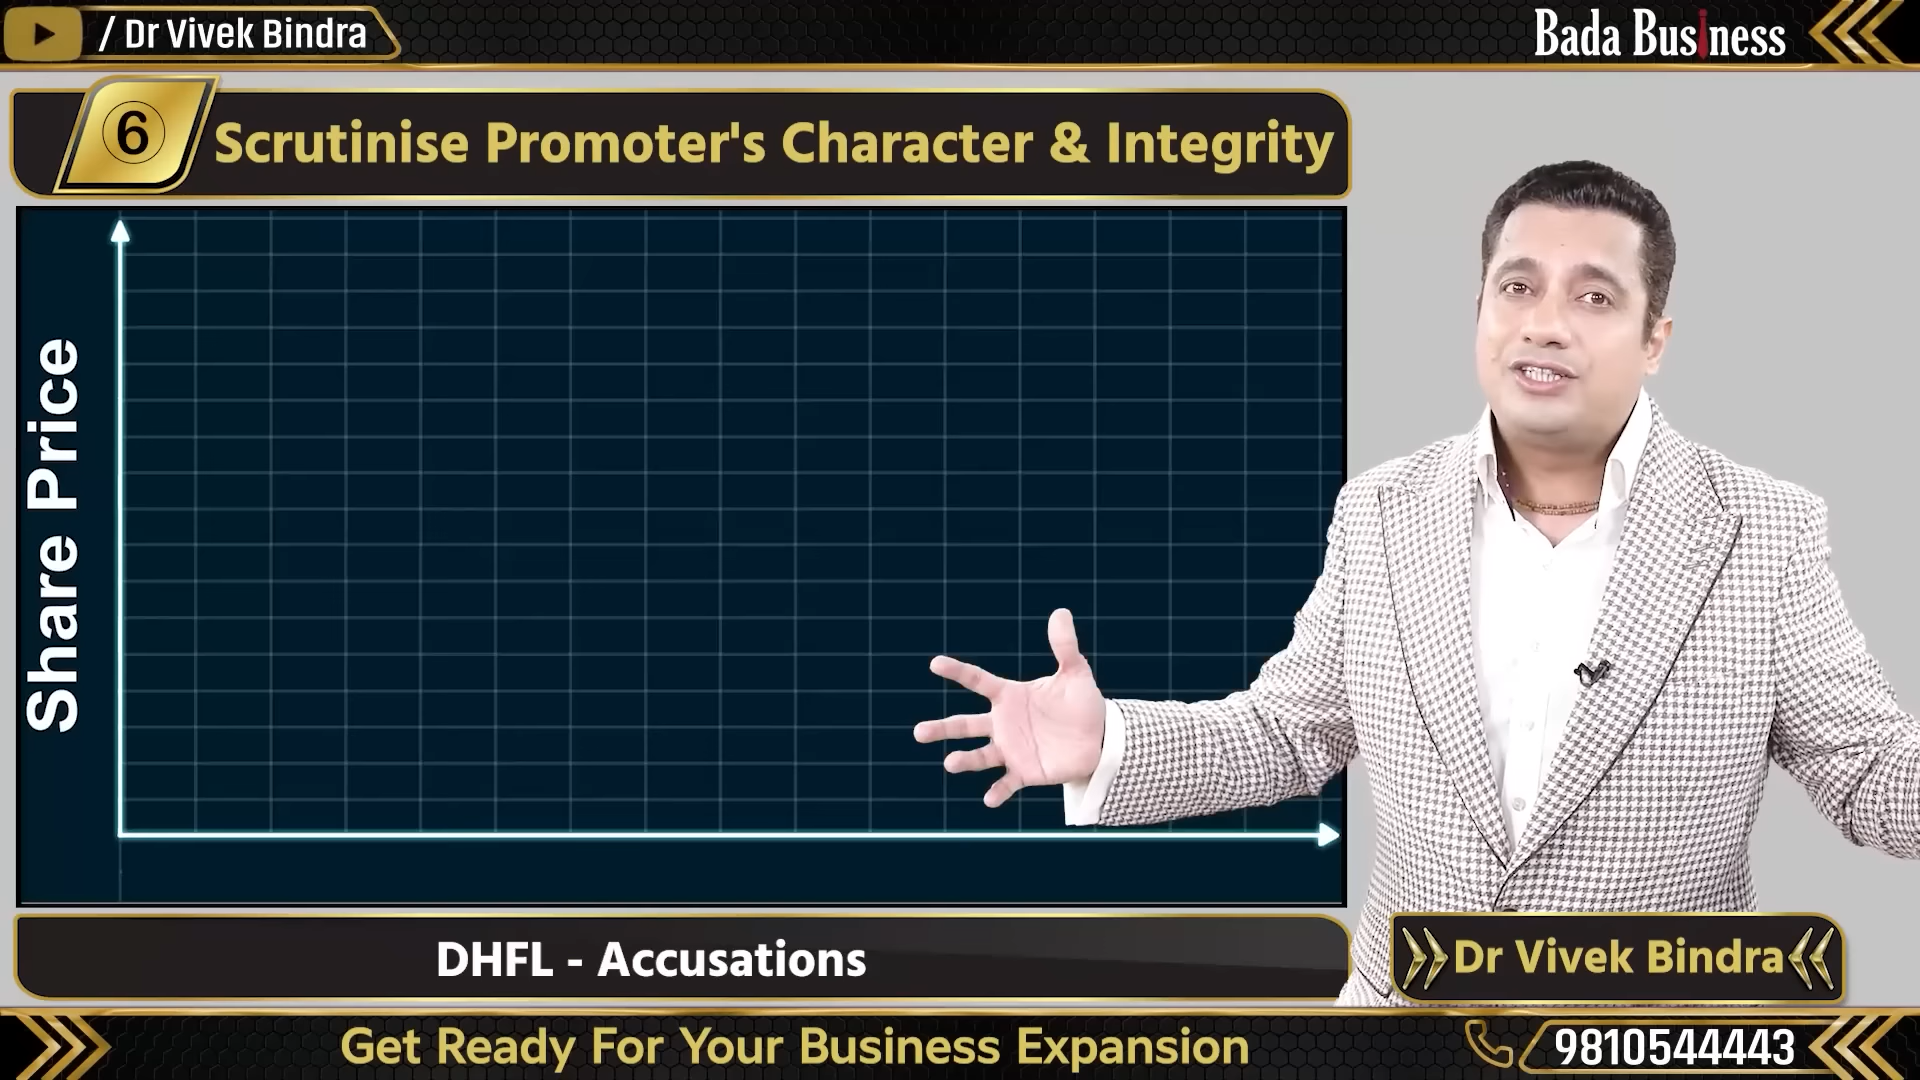 / Dr Vivek Bindra
Bada Business
6 Scrutinise Promoter's Character & Integrity
Share Price
DHFL - Accusations
Dr Vivek Bindra
Get Ready For Your Business Expansion
9810544443